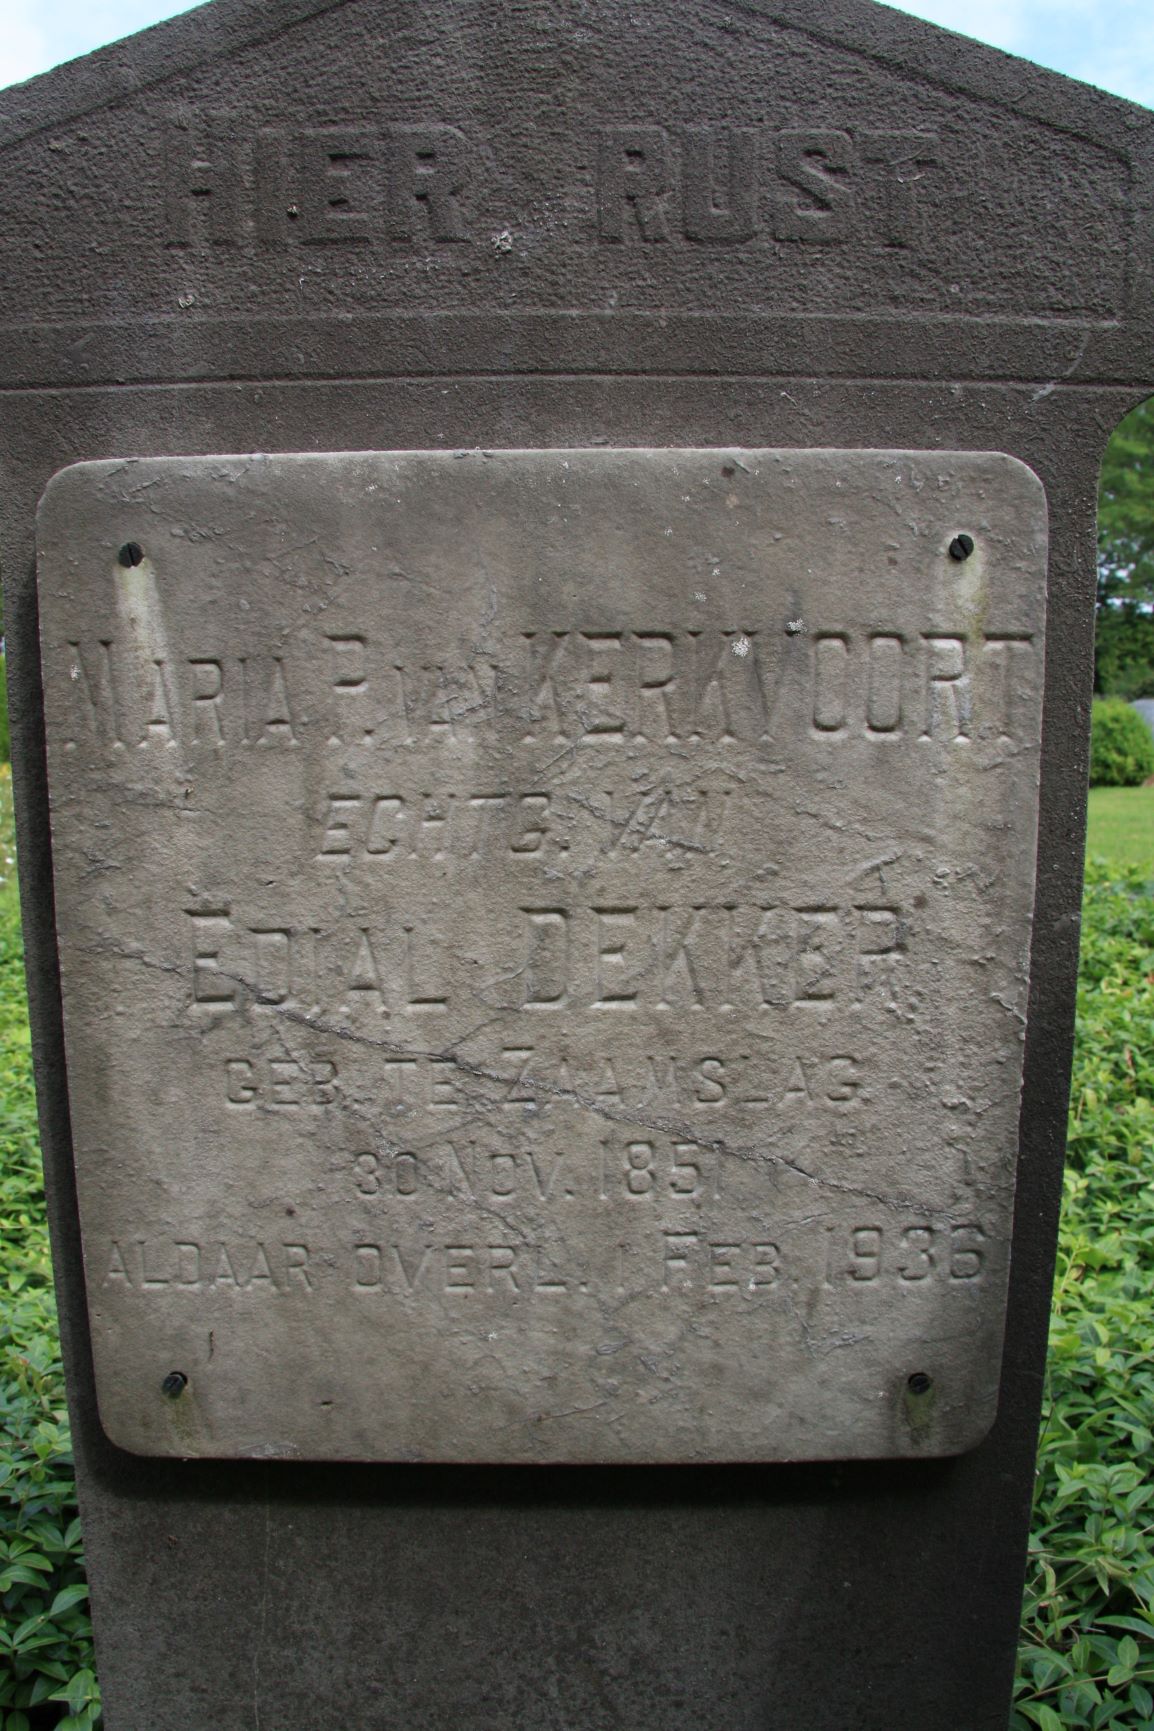 HIER RUST
MARIA P. VAN KERKVOORT
ECHTG. VAN
EDIAL DEKKER
GEB. TE ZAAMSLAG.
30 NOV. 1851
ALDAAR OVERL. 1 FEB. 1936